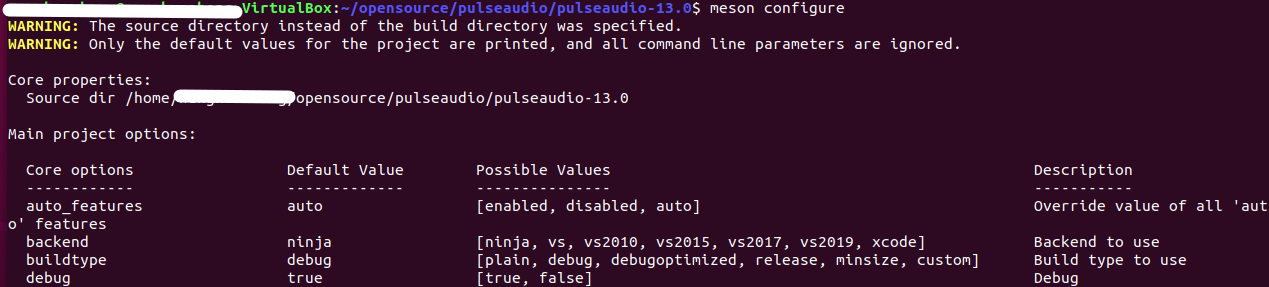 VirtualBox:~/opensource/pulseaudio/pulseaudio-13.0$ meson configure
WARNING: The source directory instead of the build directory was specified.
WARNING: Only the default values for the project are printed, and all command line parameters are ignored.
Core properties:
Source dir /home/ /opensource/pulseaudio/pulseaudio-13.0
Main project options:
Core options Default Value Possible Values Description
------------ ------------- --------------- -----------
auto_features auto [enabled, disabled, auto] Override value of all 'aut
o' features
backend ninja [ninja, vs, vs2010, vs2015, vs2017, vs2019, xcode] Backend to use
buildtype debug [plain, debug, debugoptimized, release, minsize, custom] Build type to use
debug true [true, false] Debug